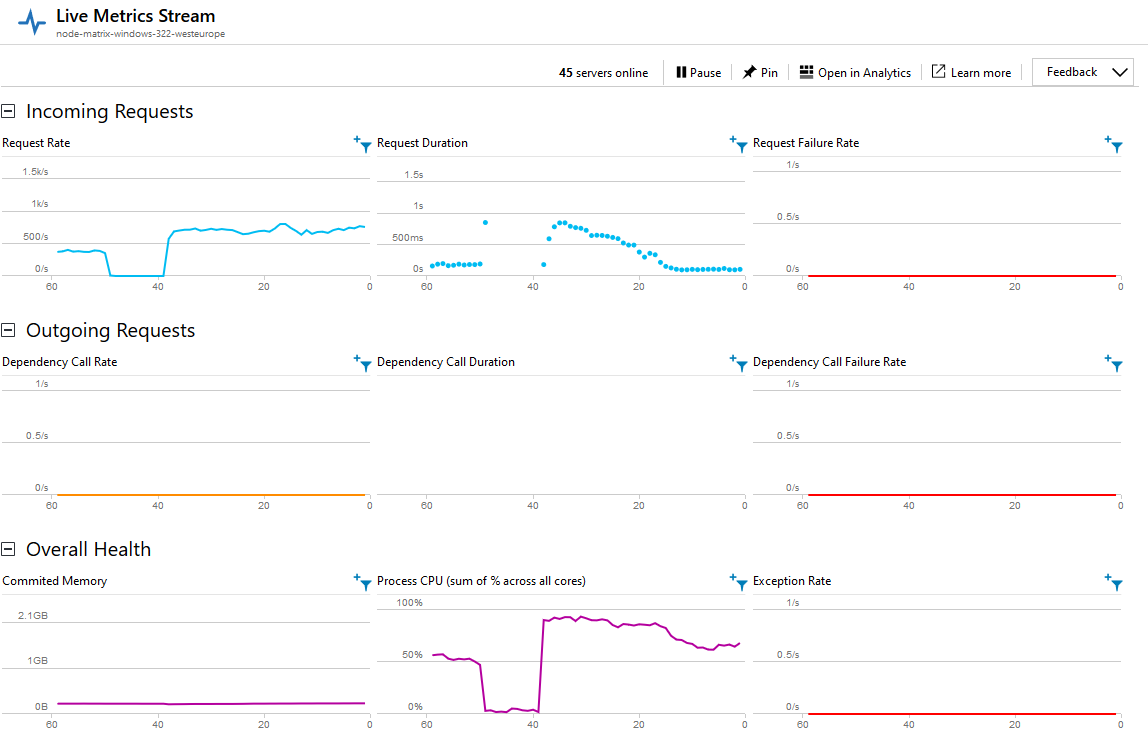 Live Metrics Stream
node-matrix-windows-322-westeurope
45 servers online Pause Pin Open in Analytics Learn more Feedback
Incoming Requests
Request Rate
1.5k/s
1k/s
500/s
0/s
60 40 20 0
Request Duration
1.5s
1s
500ms
0s
60 40 20 0
Request Failure Rate
1/s
0.5/s
0/s
60 40 20 0
Outgoing Requests
Dependency Call Rate
1/s
0.5/s
0/s
60 40 20 0
Dependency Call Duration
60 40 20 0
Dependency Call Failure Rate
1/s
0.5/s
0/s
60 40 20 0
Overall Health
Commited Memory
2.1GB
1GB
0B
60 40 20 0
Process CPU (sum of % across all cores)
100%
50%
0%
60 40 20 0
Exception Rate
1/s
0.5/s
0/s
60 40 20 0